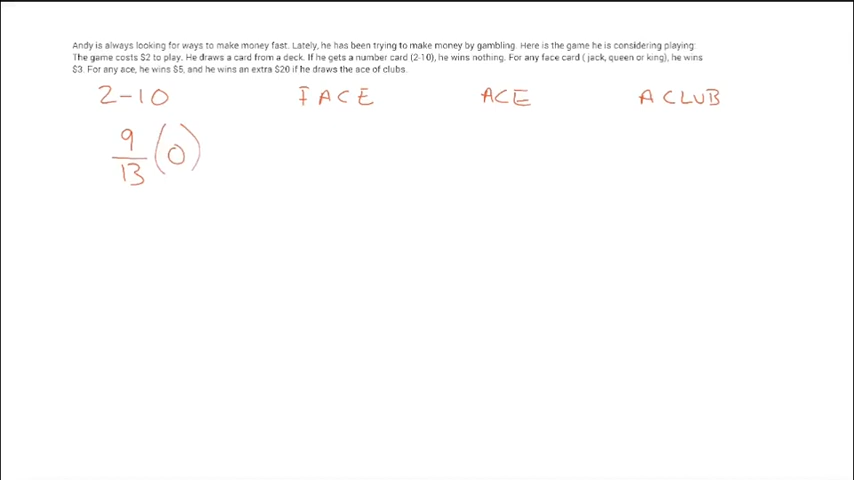 Andy is always looking for ways to make money fast. Lately, he has been trying to make money by gambling. Here is the game he is considering playing:
The game costs $2 to play. He draws a card from a deck. If he gets a number card (2-10), he wins nothing. For any face card ( jack, queen or king), he wins
$3. For any ace, he wins $5, and he wins an extra $20 if he draws the ace of clubs.
2-10 FACE ACE A CLUB
9/13 (0)